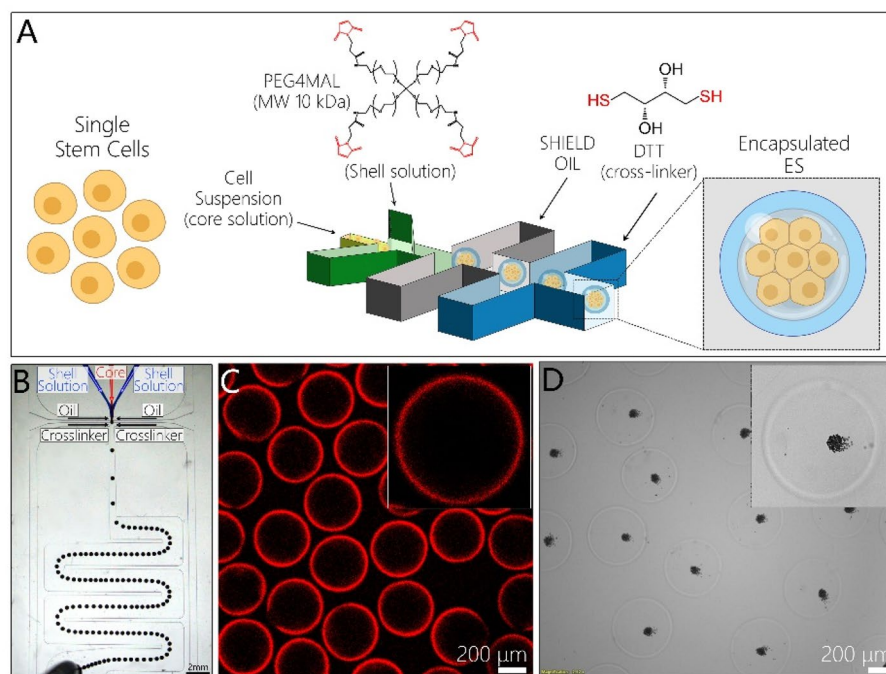 A
PEG4MAL
(MW 10 kDa)
(Shell solution)
Single
Stem Cells
Cell
Suspension
(core solution)
SHIELD
OIL
OH
HS
SH
OH
DTT
(cross-linker)
Encapsulated
ES
B
Shell
Solution
Core
Shell
Solution
Oil
Oil
Crosslinker
Crosslinker
2mm
C
200 µm
D
200 µm